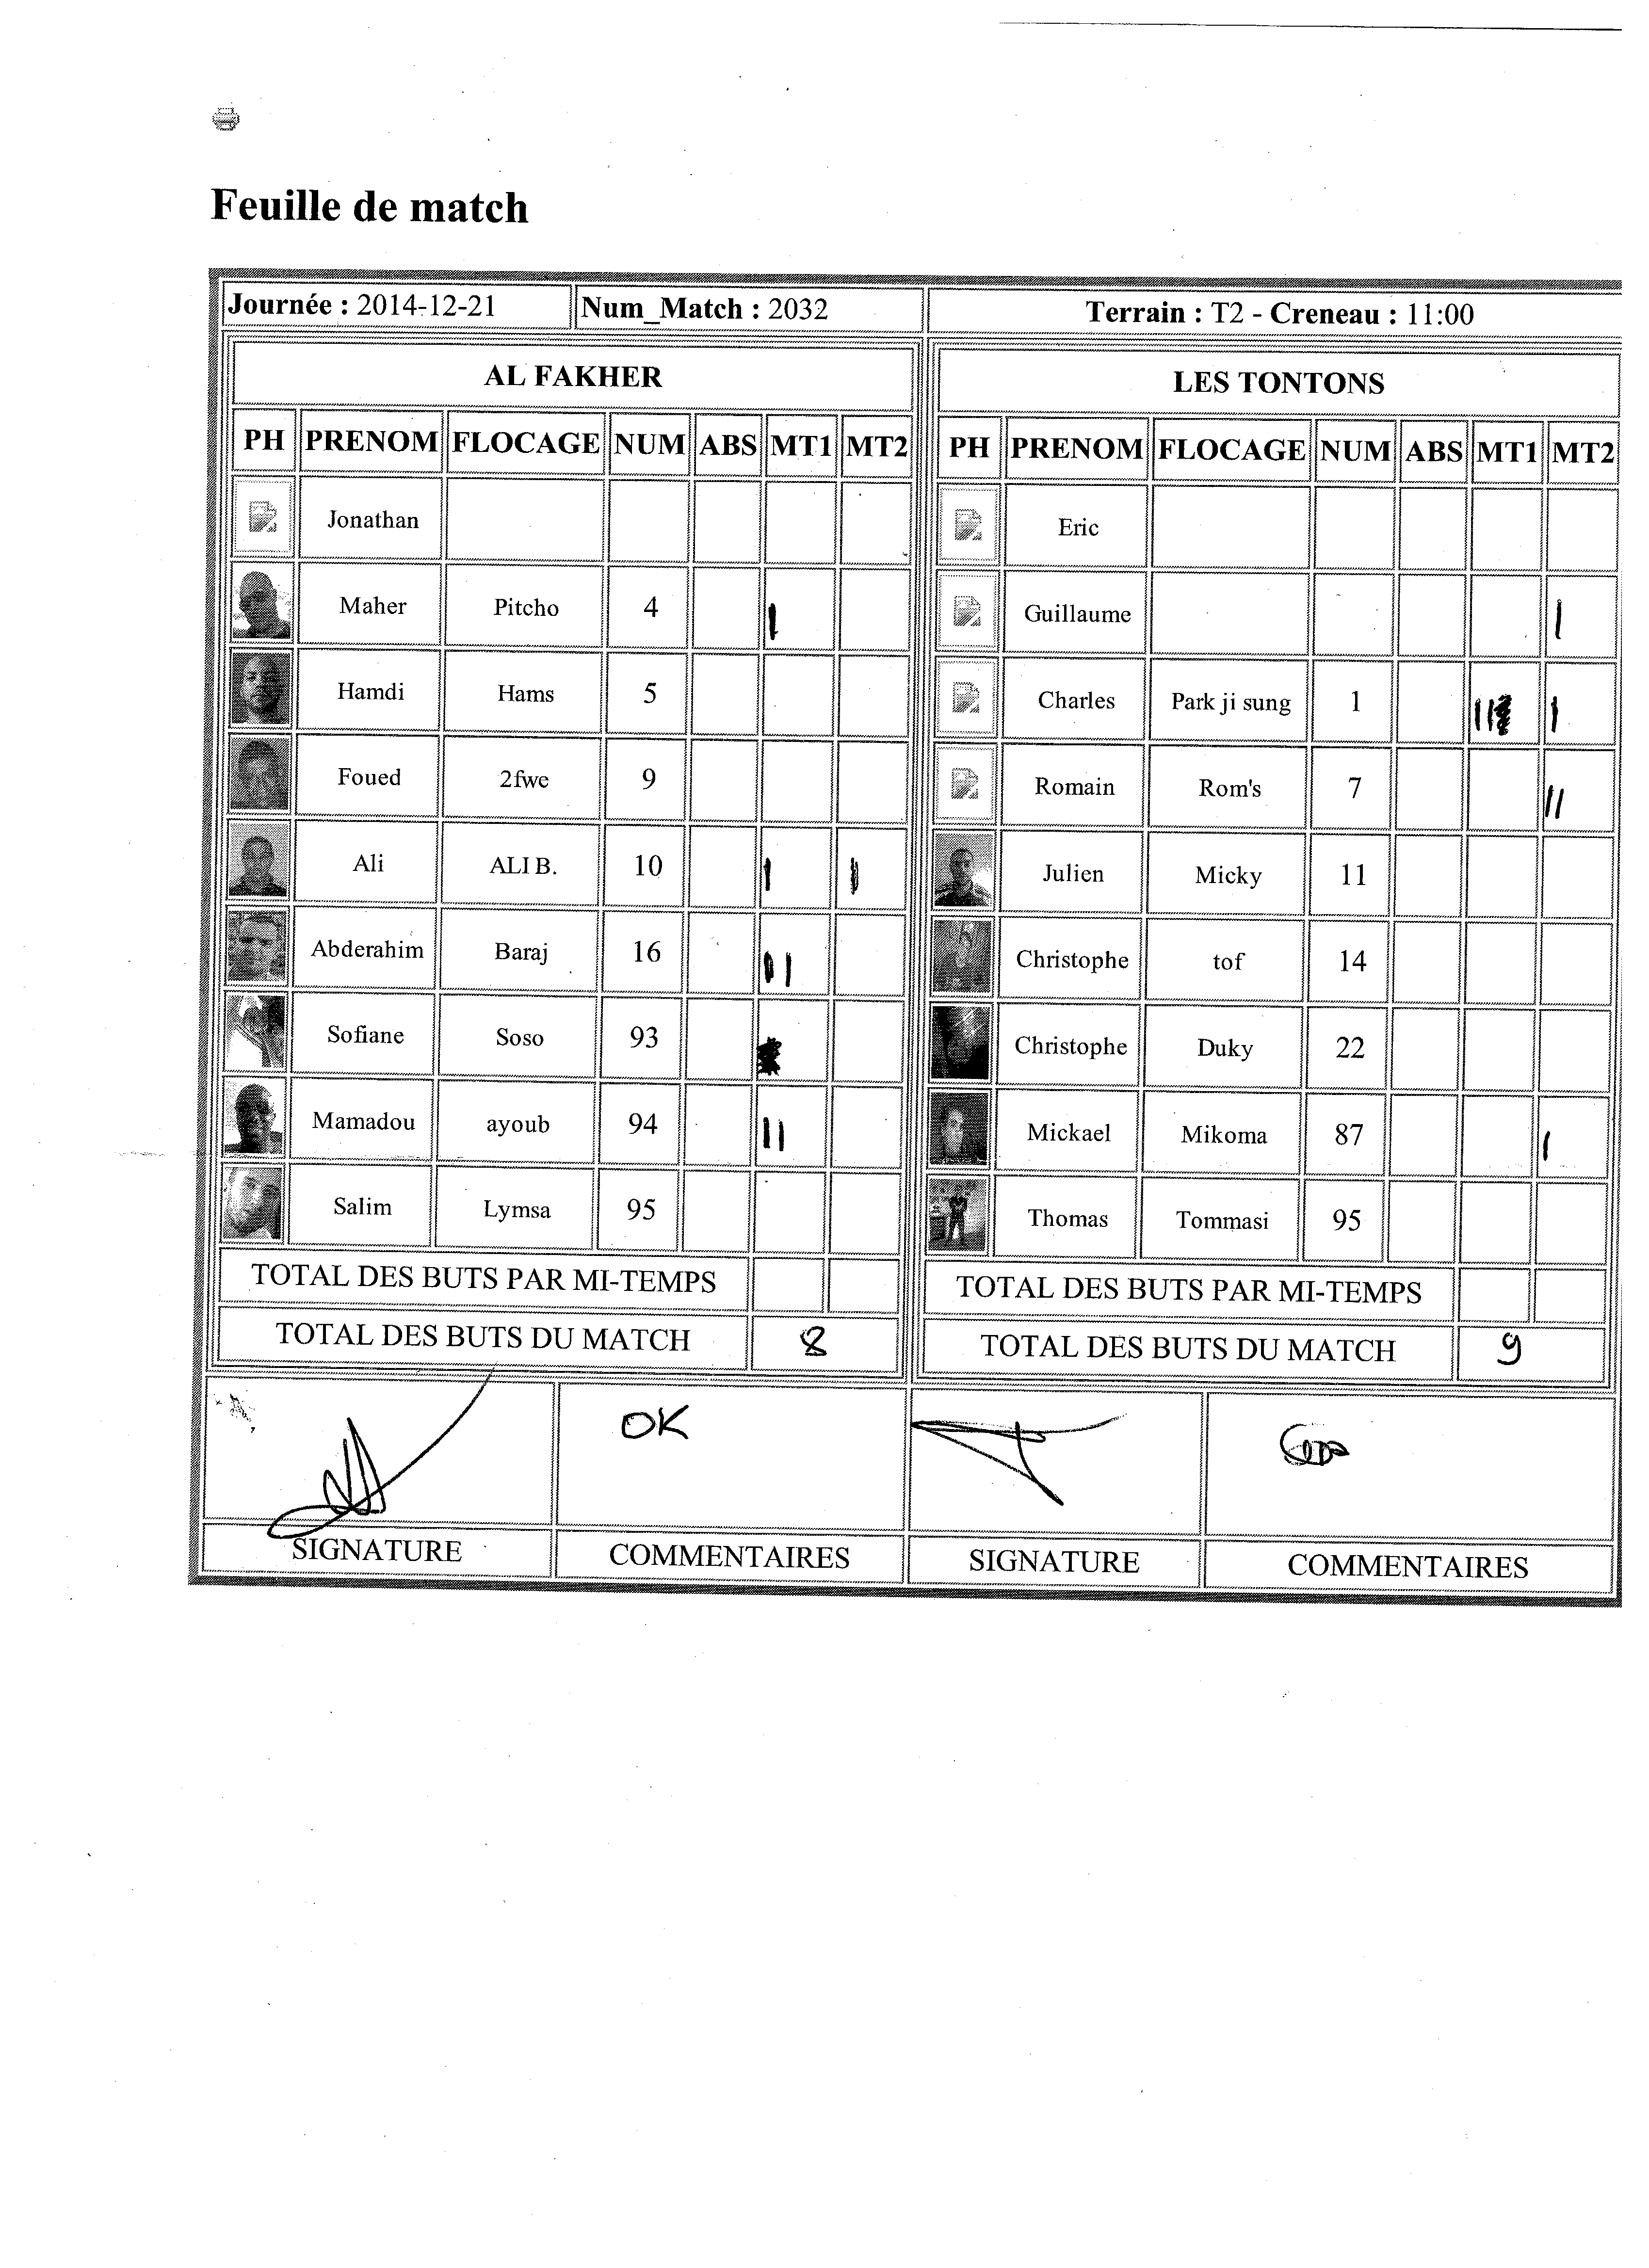 Feuille de match
Journée : 2014-12-21 Num_Match : 2032 Terrain : T2 - Creneau : 11:00
AL FAKHER LES TONTONS
PH PRENOM FLOCAGE NUM ABS MT1 MT2 PH PRENOM FLOCAGE NUM ABS MT1 MT2
Jonathan Eric
Maher Pitcho 4 I Guillaume I
Hamdi Hams 5 Charles Park ji sung 1 II I
Foued 2fwe 9 Romain Rom's 7 II
Ali ALI B. 10 I I Julien Micky 11
Abderahim Baraj 16 II Christophe tof 14
Sofiane Soso 93 Christophe Duky 22
Mamadou ayoub 94 II Mickael Mikoma 87 I
Salim Lymsa 95 Thomas Tommasi 95
TOTAL DES BUTS PAR MI-TEMPS TOTAL DES BUTS PAR MI-TEMPS
TOTAL DES BUTS DU MATCH 8 TOTAL DES BUTS DU MATCH 9
OK
SIGNATURE COMMENTAIRES SIGNATURE COMMENTAIRES